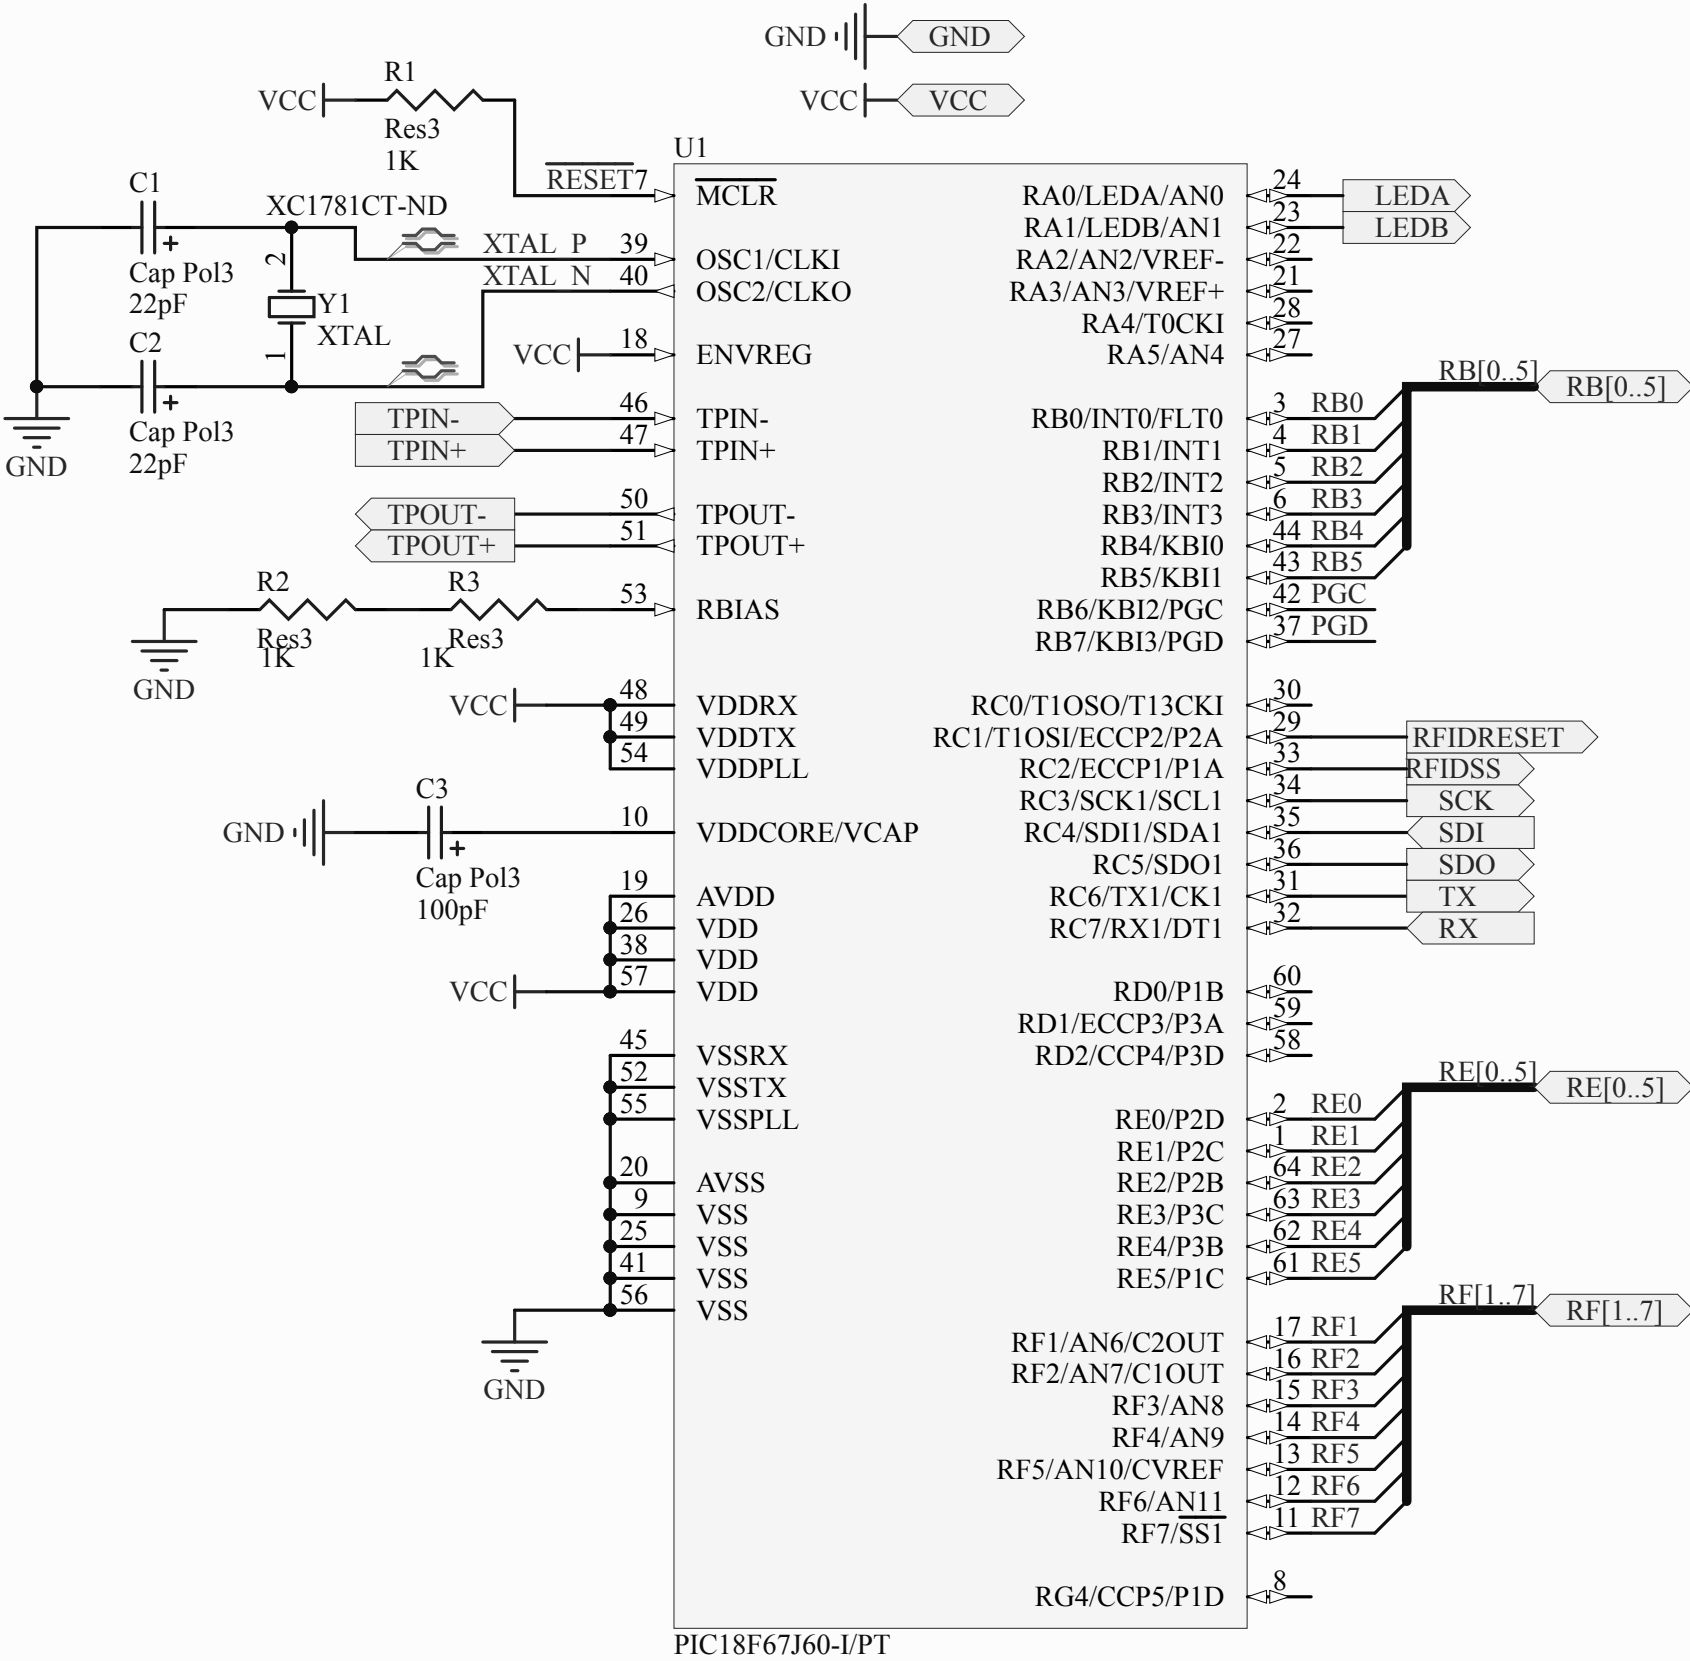 GND GND
VCC VCC
R1
VCC
Res3
1K
U1
RESET 7 MCLR
C1
XC1781CT-ND
Cap Pol3
22pF
2
Y1
XTAL
1
XTAL_P 39 OSC1/CLKI
XTAL_N 40 OSC2/CLKO
C2
Cap Pol3
22pF
GND
VCC 18 ENVREG
TPIN- 46 TPIN-
TPIN+ 47 TPIN+
TPOUT- 50 TPOUT-
TPOUT+ 51 TPOUT+
R2 R3
53 RBIAS
Res3 Res3
1K 1K
GND
VCC 48 VDDRX
49 VDDTX
54 VDDPLL
C3
GND 10 VDDCORE/VCAP
Cap Pol3
100pF
19 AVDD
26 VDD
38 VDD
VCC 57 VDD
45 VSSRX
52 VSSTX
55 VSSPLL
20 AVSS
9 VSS
25 VSS
41 VSS
56 VSS
GND
RA0/LEDA/AN0 24 LEDA
RA1/LEDB/AN1 23 LEDB
RA2/AN2/VREF- 22
RA3/AN3/VREF+ 21
RA4/T0CKI 28
RA5/AN4 27
RB[0..5] RB[0..5]
RB0/INT0/FLT0 3 RB0
RB1/INT1 4 RB1
RB2/INT2 5 RB2
RB3/INT3 6 RB3
RB4/KBI0 44 RB4
RB5/KBI1 43 RB5
RB6/KBI2/PGC 42 PGC
RB7/KBI3/PGD 37 PGD
RC0/T1OSO/T13CKI 30
RC1/T1OSI/ECCP2/P2A 29 RFIDRESET
RC2/ECCP1/P1A 33 RFIDSS
RC3/SCK1/SCL1 34 SCK
RC4/SDI1/SDA1 35 SDI
RC5/SDO1 36 SDO
RC6/TX1/CK1 31 TX
RC7/RX1/DT1 32 RX
RD0/P1B 60
RD1/ECCP3/P3A 59
RD2/CCP4/P3D 58
RE[0..5] RE[0..5]
RE0/P2D 2 RE0
RE1/P2C 1 RE1
RE2/P2B 64 RE2
RE3/P3C 63 RE3
RE4/P3B 62 RE4
RE5/P1C 61 RE5
RF[1..7] RF[1..7]
RF1/AN6/C2OUT 17 RF1
RF2/AN7/C1OUT 16 RF2
RF3/AN8 15 RF3
RF4/AN9 14 RF4
RF5/AN10/CVREF 13 RF5
RF6/AN11 12 RF6
RF7/SS1 11 RF7
RG4/CCP5/P1D 8
PIC18F67J60-I/PT